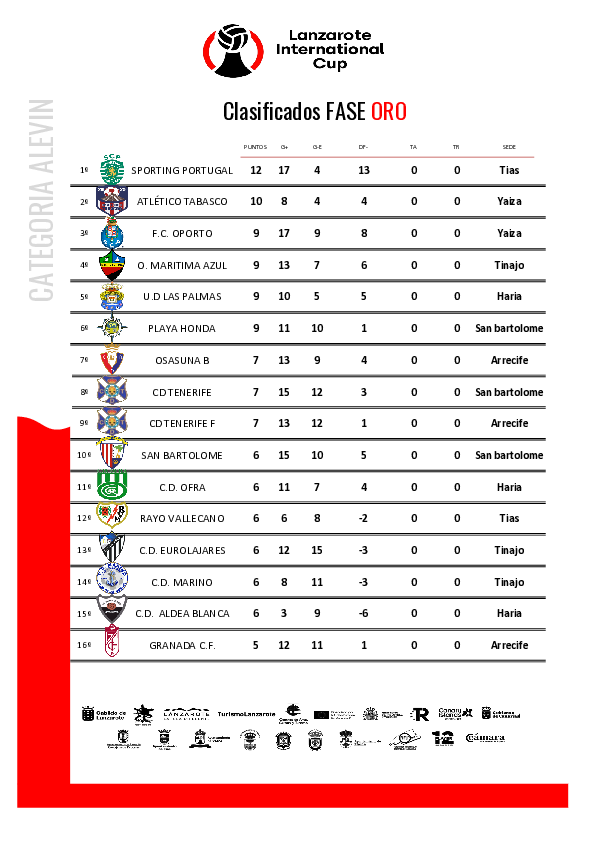 Lanzarote
International
Cup
Clasificados FASE ORO
CATEGORIA ALEVIN
PUNTOS G+ G-E DF- TA TR SEDE
1º SPORTING PORTUGAL 12 17 4 13 0 0 Tias
2º ATLÉTICO TABASCO 10 8 4 4 0 0 Yaiza
3º F.C. OPORTO 9 17 9 8 0 0 Yaiza
4º O. MARITIMA AZUL 9 13 7 6 0 0 Tinajo
5º U.D LAS PALMAS 9 10 5 5 0 0 Haria
6º PLAYA HONDA 9 11 10 1 0 0 San bartolome
7º OSASUNA B 7 13 9 4 0 0 Arrecife
8º CD TENERIFE 7 15 12 3 0 0 San bartolome
9º CD TENERIFE F 7 13 12 1 0 0 Arrecife
10º SAN BARTOLOME 6 15 10 5 0 0 San bartolome
11º C.D. OFRA 6 11 7 4 0 0 Haria
12º RAYO VALLECANO 6 6 8 -2 0 0 Tias
13º C.D. EUROLAJARES 6 12 15 -3 0 0 Tinajo
14º C.D. MARINO 6 8 11 -3 0 0 Tinajo
15º C.D. ALDEA BLANCA 6 3 9 -6 0 0 Haria
16º GRANADA C.F. 5 12 11 1 0 0 Arrecife
Cabildo de
Lanzarote
LANZAROTE
TurismoLanzarote
Canary
Islands
Gobierno
de Canarias
12
Cámara